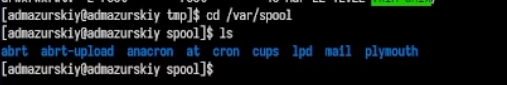 [admazurskiy@admazurskiy tmp]$ cd /var/spool
[admazurskiy@admazurskiy spool]$ ls
abrt abrt-upload anacron at cron cups lpd mail plymouth
[admazurskiy@admazurskiy spool]$